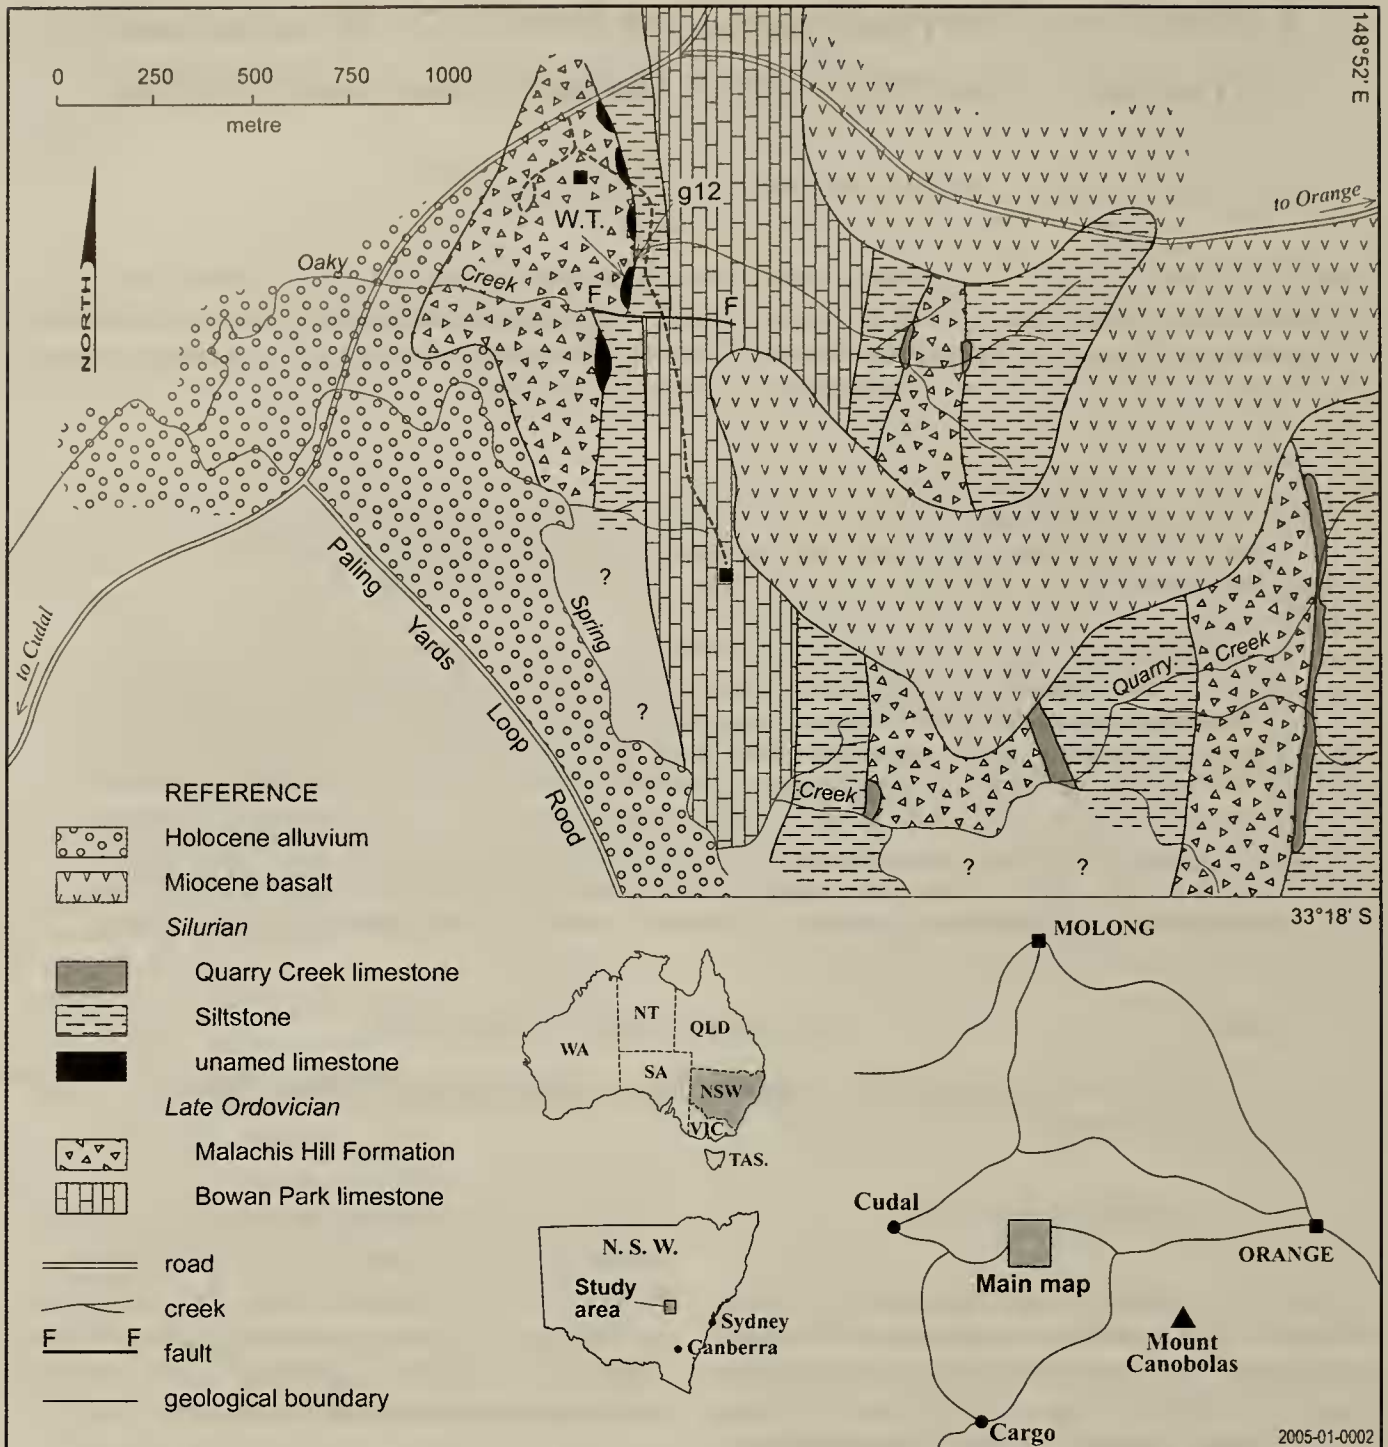 148°52' E
0 250 500 750 1000
metre
NORTH
to Orange
g12
W.T.
Oaky
Creek
F
F
?
Spring
Paling
Yards
Loop
Rood
to Cudal
?
Quarry
Creek
Creek
?
?
33°18' S
REFERENCE
Holocene alluvium
Miocene basalt
Silurian
Quarry Creek limestone
Siltstone
unamed limestone
Late Ordovician
Malachis Hill Formation
Bowan Park limestone
road
creek
F F
fault
geological boundary
WA
NT
QLD
SA
NSW
VIC.
TAS.
N. S. W.
Study
area
Sydney
Canberra
MOLONG
Cudal
ORANGE
Main map
Mount
Canobolas
Cargo
2005-01-0002